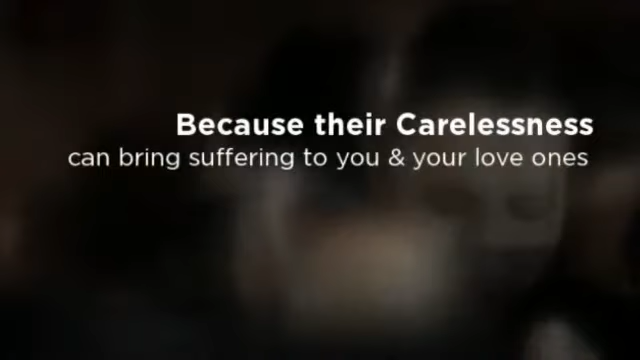 Because their Carelessness
can bring suffering to you & your love ones